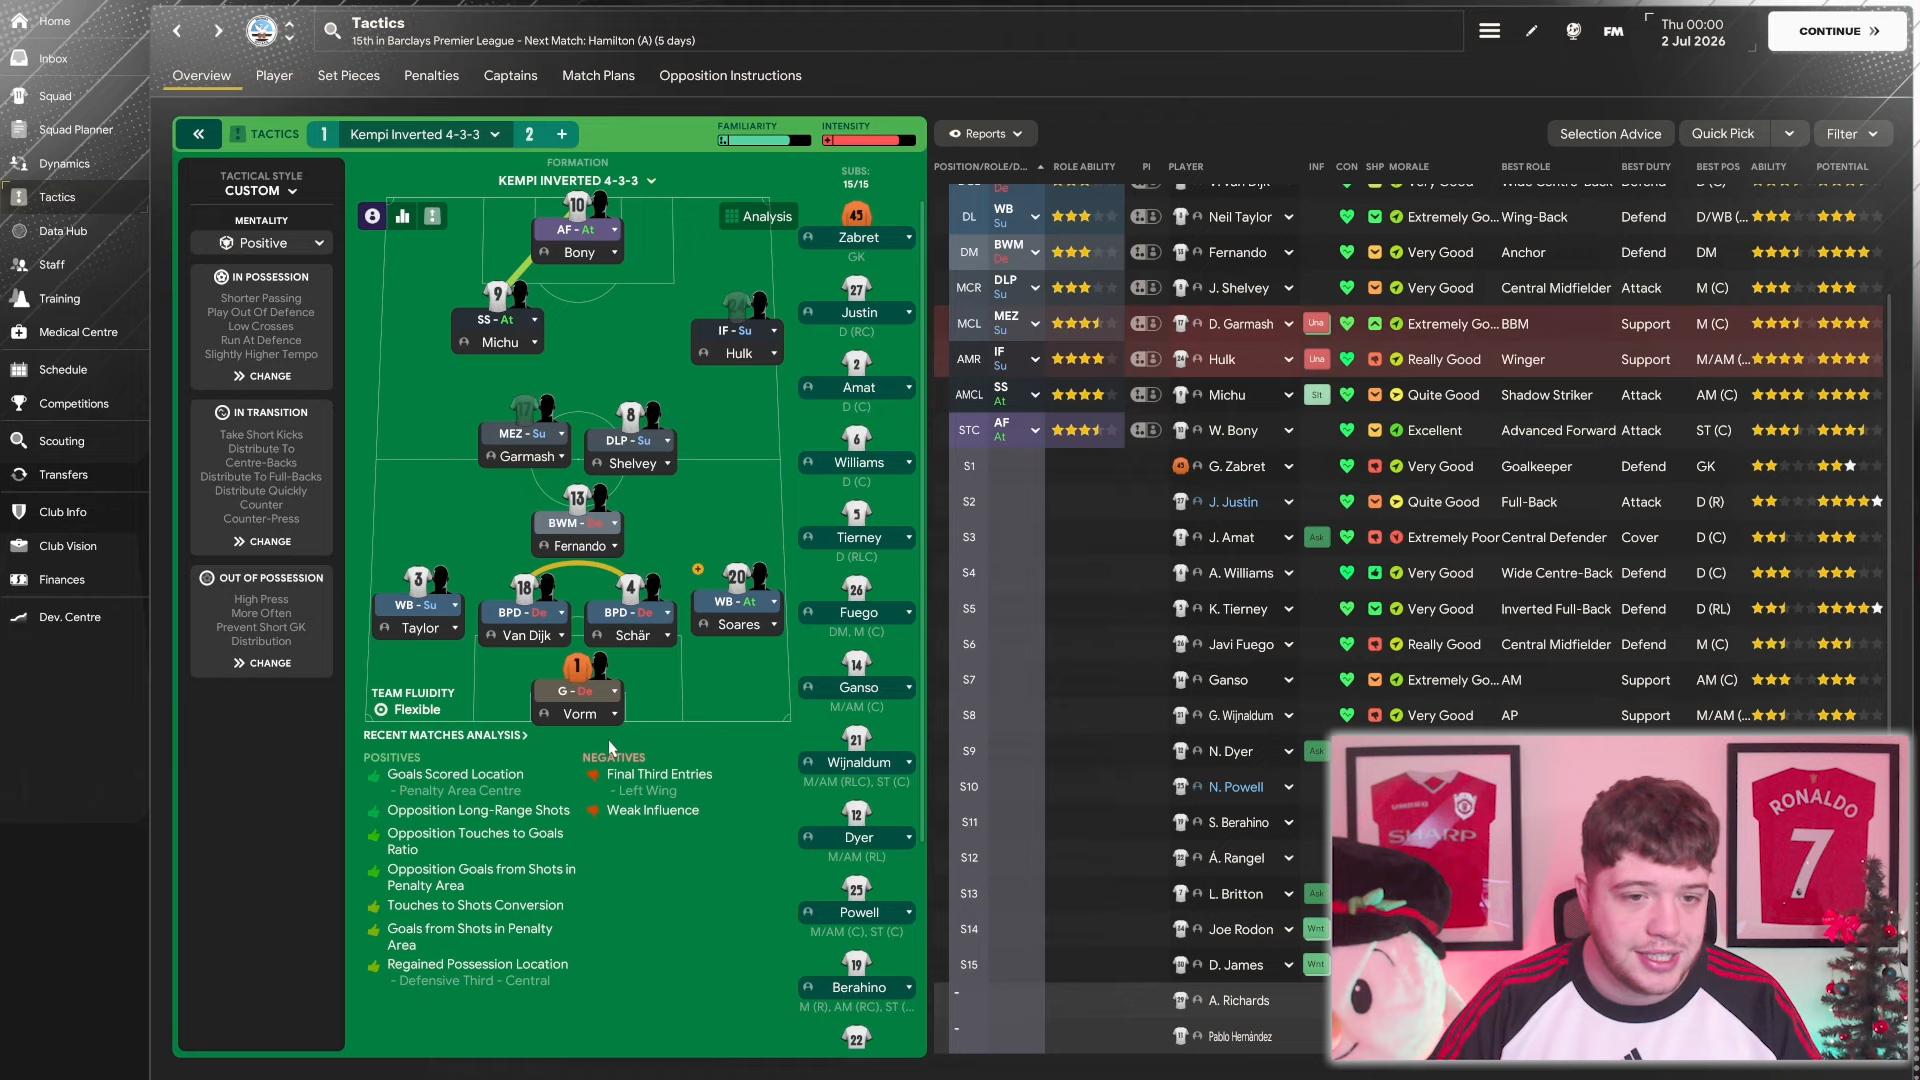 Home
Inbox
Squad
Squad Planner
Dynamics
Tactics
Data Hub
Staff
Training
Medical Centre
Schedule
Competitions
Scouting
Transfers
Club Info
Club Vision
Finances
Dev. Centre
Tactics
15th in Barclays Premier League - Next Match: Hamilton (A) (5 days)
FM
Thu 00:00
2 Jul 2026
CONTINUE
Overview Player Set Pieces Penalties Captains Match Plans Opposition Instructions
TACTICS 1 Kempi Inverted 4-3-3 2 +
FAMILIARITY
INTENSITY
TACTICAL STYLE
CUSTOM
MENTALITY
Positive
IN POSSESSION
Shorter Passing
Play Out Of Defence
Low Crosses
Run At Defence
Slightly Higher Tempo
CHANGE
IN TRANSITION
Take Short Kicks
Distribute To
Centre-Backs
Distribute To Full-Backs
Distribute Quickly
Counter
Counter-Press
CHANGE
OUT OF POSSESSION
High Press
More Often
Prevent Short GK
Distribution
CHANGE
FORMATION
KEMPI INVERTED 4-3-3
Analysis
10
AF - At
Bony
9
SS - At
Michu
24
IF - Su
Hulk
17
MEZ - Su
Garmash
8
DLP - Su
Shelvey
13
BWM - De
Fernando
3
WB - Su
Taylor
18
BPD - De
Van Dijk
4
BPD - De
Schär
20
WB - At
Soares
1
G - De
Vorm
TEAM FLUIDITY
Flexible
RECENT MATCHES ANALYSIS
POSITIVES
Goals Scored Location
- Penalty Area Centre
Opposition Long-Range Shots
Opposition Touches to Goals
Ratio
Opposition Goals from Shots in
Penalty Area
Touches to Shots Conversion
Goals from Shots in Penalty
Area
Regained Possession Location
- Defensive Third - Central
NEGATIVES
Final Third Entries
- Left Wing
Weak Influence
SUBS:
15/15
45
Zabret
GK
27
Justin
D (RC)
2
Amat
D (C)
6
Williams
D (C)
5
Tierney
D (RLC)
26
Fuego
DM, M (C)
14
Ganso
M/AM (C)
21
Wijnaldum
M/AM (RLC), ST (C)
12
Dyer
M/AM (RL)
25
Powell
M/AM (C), ST (C)
19
Berahino
M (R), AM (RC), ST (...
22
Reports
Selection Advice
Quick Pick
Filter
POSITION/ROLE/D... ROLE ABILITY PI PLAYER INF CON SHP MORALE BEST ROLE BEST DUTY BEST POS ABILITY POTENTIAL
DL WB Su Neil Taylor Extremely Go... Wing-Back Defend D/WB (...
DM BWM De Fernando Very Good Anchor Defend DM
MCR DLP Su J. Shelvey Very Good Central Midfielder Attack M (C)
MCL MEZ Su D. Garmash Una Extremely Go... BBM Support M (C)
AMR IF Su Hulk Una Really Good Winger Support M/AM (...
AMCL SS At Michu Slt Quite Good Shadow Striker Attack AM (C)
STC AF At W. Bony Excellent Advanced Forward Attack ST (C)
S1 G. Zabret Very Good Goalkeeper Defend GK
S2 J. Justin Quite Good Full-Back Attack D (R)
S3 J. Amat Ask Extremely Poor Central Defender Cover D (C)
S4 A. Williams Very Good Wide Centre-Back Defend D (C)
S5 K. Tierney Very Good Inverted Full-Back Defend D (RL)
S6 Javi Fuego Really Good Central Midfielder Defend M (C)
S7 Ganso Extremely Go... AM Support AM (C)
S8 G. Wijnaldum Very Good AP Support M/AM (...
S9 N. Dyer Ask
S10 N. Powell
S11 S. Berahino
S12 Á. Rangel
S13 L. Britton Ask
S14 Joe Rodon Wnt
S15 D. James Wnt
- A. Richards
- Pablo Hernández
UMBRO
SHARP
RONALDO
7